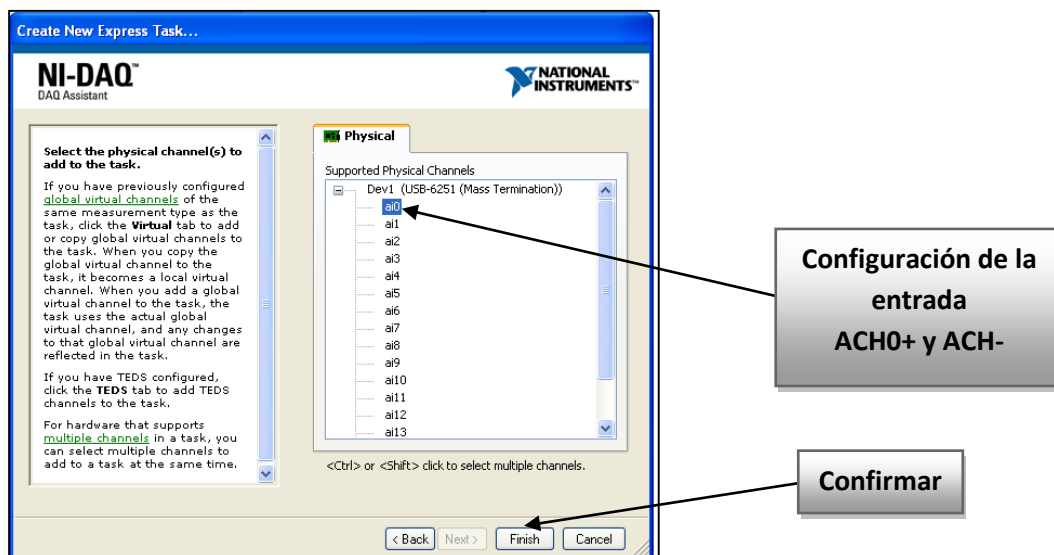 Create New Express Task...
NI-DAQ™
DAQ Assistant
NATIONAL
INSTRUMENTS™
Select the physical channel(s) to
add to the task.
If you have previously configured
global virtual channels of the
same measurement type as the
task, click the Virtual tab to add
or copy global virtual channels to
the task. When you copy the
global virtual channel to the
task, it becomes a local virtual
channel. When you add a global
virtual channel to the task, the
task uses the actual global
virtual channel, and any changes
to that global virtual channel are
reflected in the task.
If you have TEDS configured,
click the TEDS tab to add TEDS
channels to the task.
For hardware that supports
multiple channels in a task, you
can select multiple channels to
add to a task at the same time.
Physical
Supported Physical Channels
Dev1 (USB-6251 (Mass Termination))
ai0
ai1
ai2
ai3
ai4
ai5
ai6
ai7
ai8
ai9
ai10
ai11
ai12
ai13
<Ctrl> or <Shift> click to select multiple channels.
< Back
Next >
Finish
Cancel
Configuración de la
entrada
ACH0+ y ACH-
Confirmar